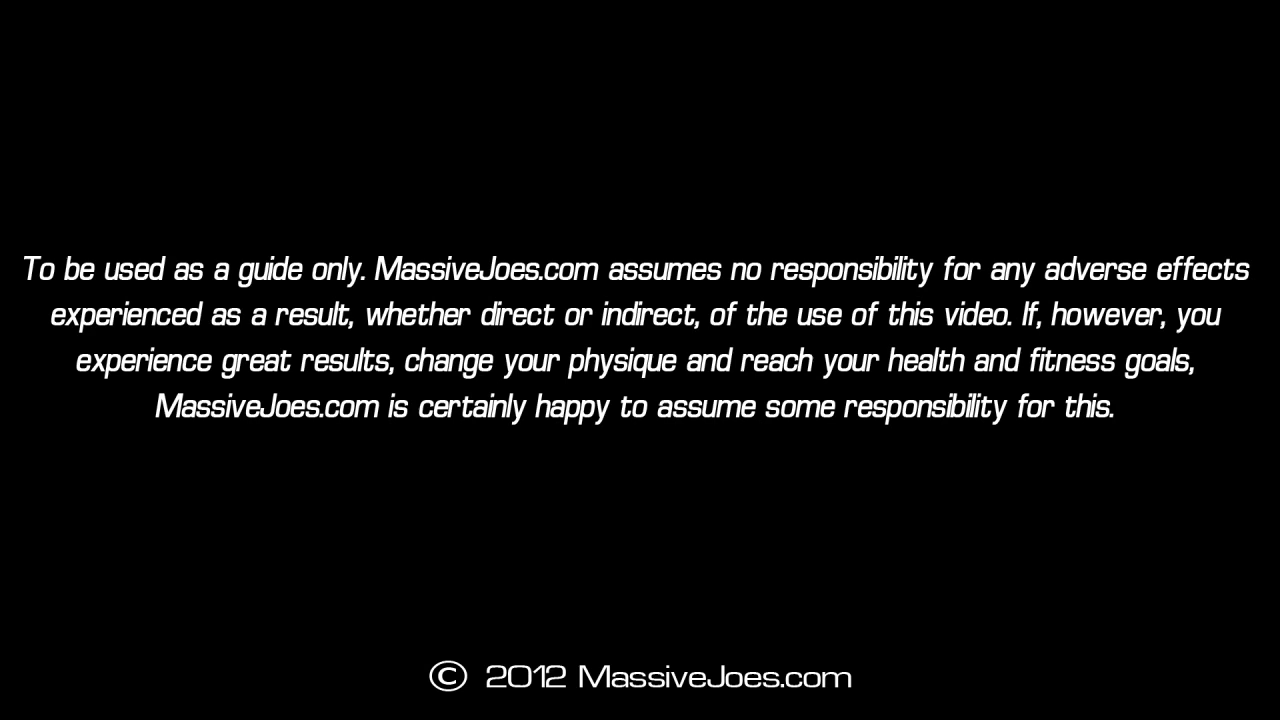 To be used as a guide only. MassiveJoes.com assumes no responsibility for any adverse effects
experienced as a result, whether direct or indirect, of the use of this video. If, however, you
experience great results, change your physique and reach your health and fitness goals,
MassiveJoes.com is certainly happy to assume some responsibility for this.
© 2012 MassiveJoes.com